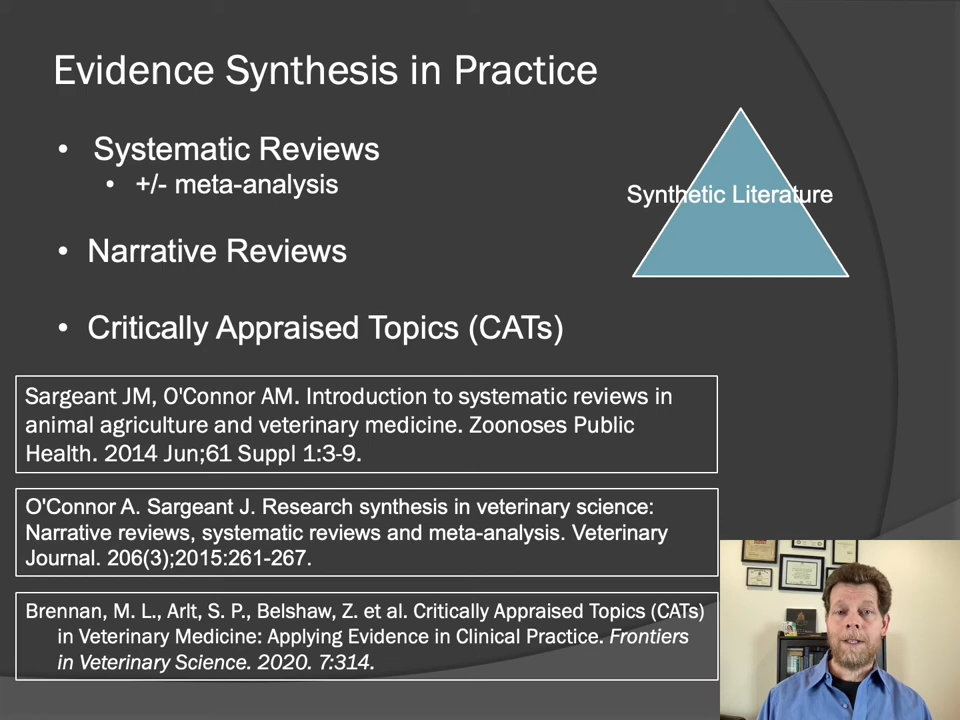 Evidence Synthesis in Practice
• Systematic Reviews
• +/- meta-analysis
Synthetic Literature
• Narrative Reviews
• Critically Appraised Topics (CATs)
Sargeant JM, O'Connor AM. Introduction to systematic reviews in
animal agriculture and veterinary medicine. Zoonoses Public
Health. 2014 Jun;61 Suppl 1:3-9.
O'Connor A. Sargeant J. Research synthesis in veterinary science:
Narrative reviews, systematic reviews and meta-analysis. Veterinary
Journal. 206(3);2015:261-267.
Brennan, M. L., Arlt, S. P., Belshaw, Z. et al. Critically Appraised Topics (CATs)
in Veterinary Medicine: Applying Evidence in Clinical Practice. Frontiers
in Veterinary Science. 2020. 7:314.